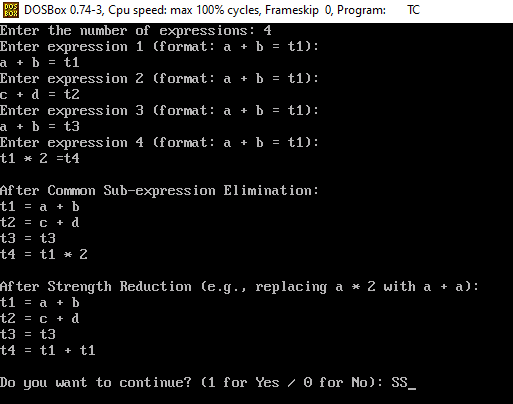 DOS BOX DOSBox 0.74-3, Cpu speed: max 100% cycles, Frameskip 0, Program: TC
Enter the number of expressions: 4
Enter expression 1 (format: a + b = t1):
a + b = t1
Enter expression 2 (format: a + b = t1):
c + d = t2
Enter expression 3 (format: a + b = t1):
a + b = t3
Enter expression 4 (format: a + b = t1):
t1 * 2 =t4
After Common Sub-expression Elimination:
t1 = a + b
t2 = c + d
t3 = t3
t4 = t1 * 2
After Strength Reduction (e.g., replacing a * 2 with a + a):
t1 = a + b
t2 = c + d
t3 = t3
t4 = t1 + t1
Do you want to continue? (1 for Yes / 0 for No): SS_